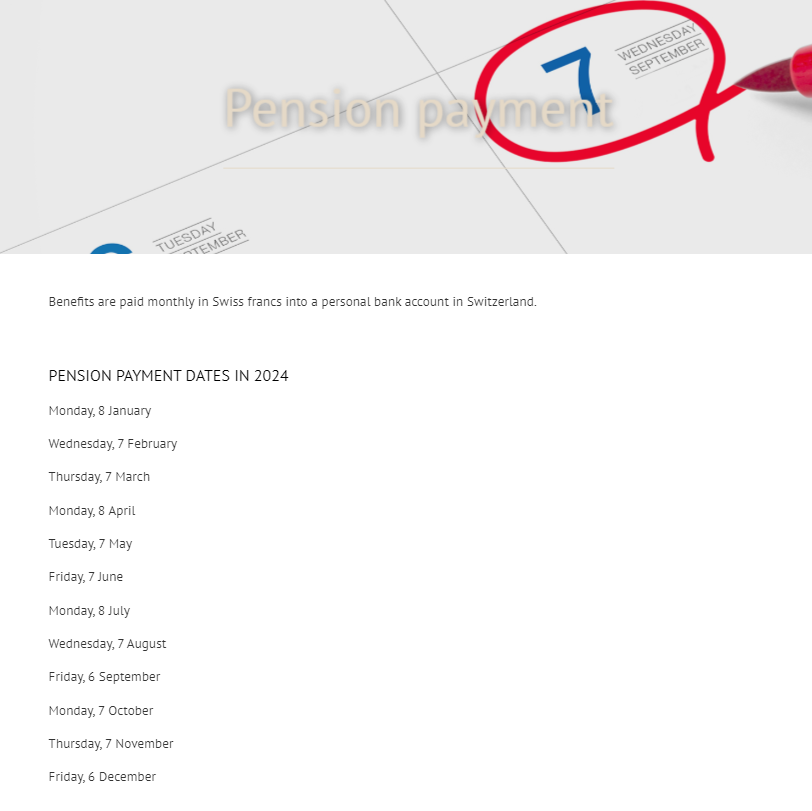 WEDNESDAY
7 SEPTEMBER
Pension payment
TUESDAY
Benefits are paid monthly in Swiss francs into a personal bank account in Switzerland.
PENSION PAYMENT DATES IN 2024
Monday, 8 January
Wednesday, 7 February
Thursday, 7 March
Monday, 8 April
Tuesday, 7 May
Friday, 7 June
Monday, 8 July
Wednesday, 7 August
Friday, 6 September
Monday, 7 October
Thursday, 7 November
Friday, 6 December